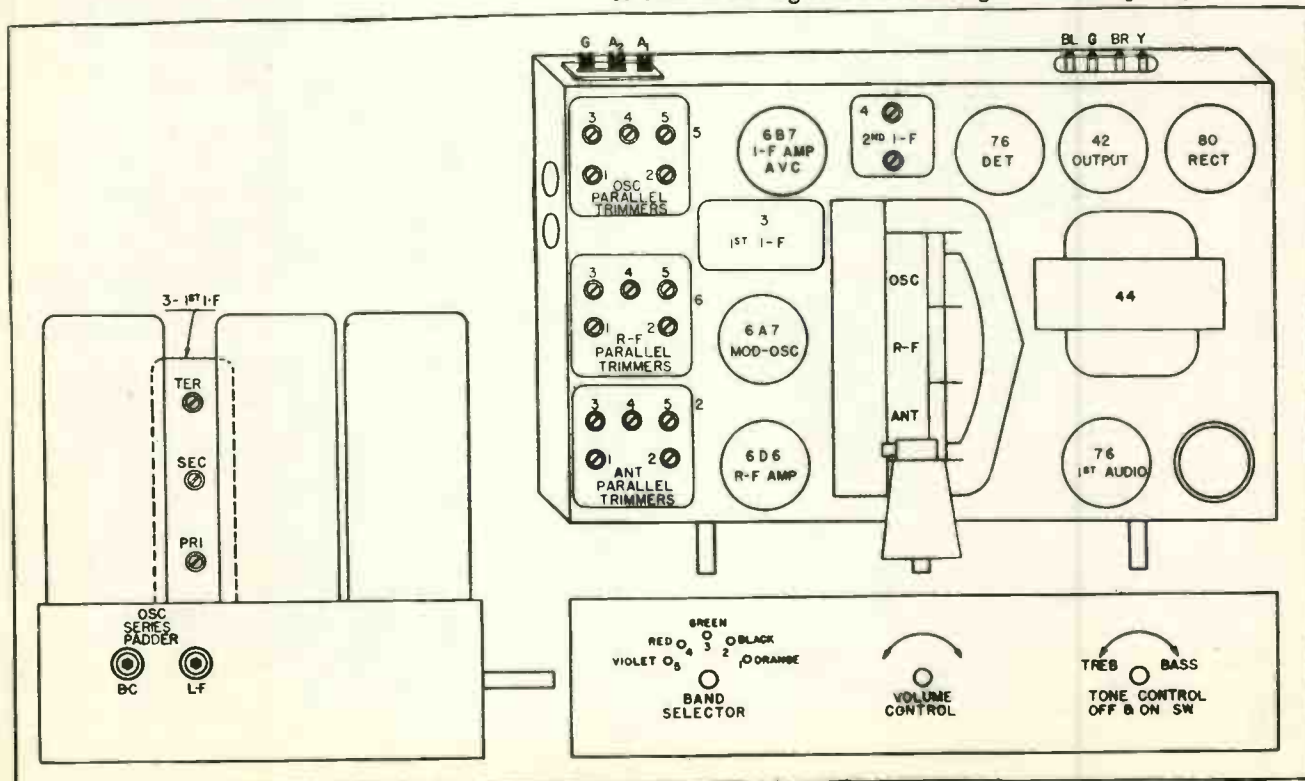 G A2 A1
BL G BR Y
3 4 5
5
1 2
OSC
PARALLEL
TRIMMERS
6B7
I-F AMP
AVC
4
2ND I-F
76
DET
42
OUTPUT
80
RECT
3
1ST I-F
3 4 5
6
1 2
R-F
PARALLEL
TRIMMERS
6A7
MOD-OSC
OSC
R-F
ANT
44
3 4 5
2
1 2
ANT
PARALLEL
TRIMMERS
6D6
R-F AMP
76
1ST AUDIO
3-1ST I-F
TER
SEC
PRI
OSC
SERIES
PADDER
B-C L-F
GREEN
RED BLACK
VIOLET ORANGE
5 4 3 2 1
BAND
SELECTOR
VOLUME
CONTROL
TREB BASS
TONE CONTROL
OFF & ON SW